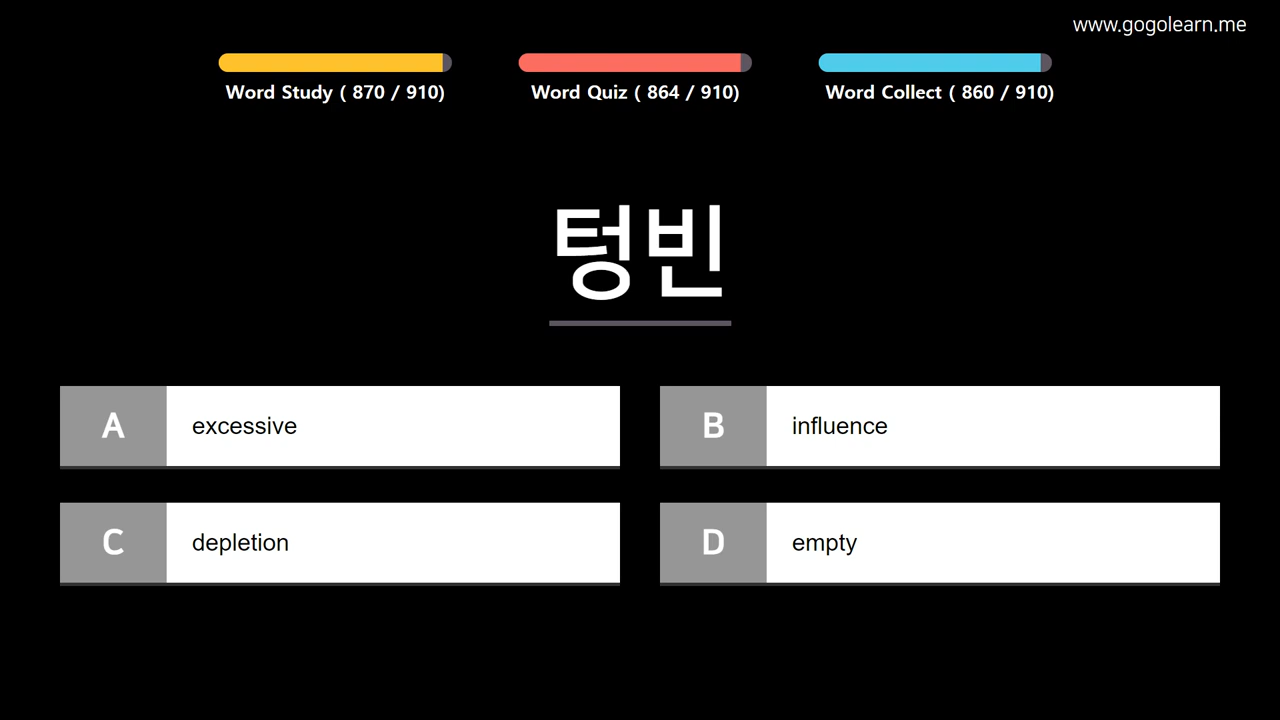 www.gogolearn.me
Word Study ( 870 / 910)
Word Quiz ( 864 / 910)
Word Collect ( 860 / 910)
텅빈
A excessive
B influence
C depletion
D empty